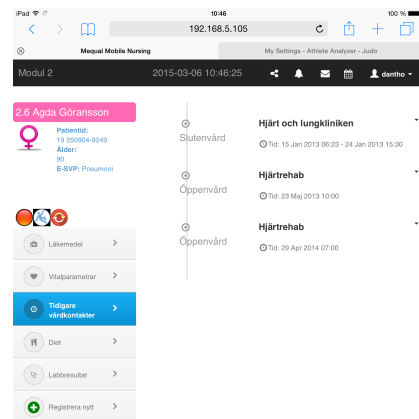 iPad 10:46 100 %
192.168.5.105
Mequal Mobile Nursing My Settings - Athlete Analyzer - Judo
Modul 2 2015-03-06 10:46:25 dantho
2.6 Agda Göransson
Patientid:
19 250904-9249
Ålder:
90
E-SVP: Pneumoni
Läkemedel
Vitalparametrar
Tidigare
vårdkontakter
Diet
Labbresultat
Registrera nytt
Slutenvård
Hjärt och lungkliniken
Tid: 15 Jan 2013 06:23 - 24 Jan 2013 15:30
Öppenvård
Hjärtrehab
Tid: 23 Maj 2013 10:00
Öppenvård
Hjärtrehab
Tid: 29 Apr 2014 07:00